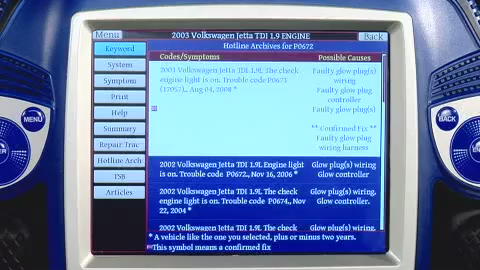 Menu
2003 Volkswagen Jetta TDI 1.9 ENGINE
Back
Keyword
Hotline Archives for P0672
Codes/Symptoms
Possible Causes
System
2001 Volkswagen Jetta TDI 1.9L. The check
engine light is on. Trouble code P0671
(17057)., Aug 04, 2008 *
Faulty glow plug(s)
wiring
Faulty glow plug
controller
Faulty glow plug(s)
** Confirmed Fix **
Faulty glow plug
wiring harness
Symptom
Print
Help
Summary
Repair Trac
Hotline Arch
TSB
Articles
2002 Volkswagen Jetta TDI 1.9L. Engine light
is on. Trouble code P0672., Nov 16, 2006 *
Glow plug(s) wiring
Glow controller
2002 Volkswagen Jetta TDI 1.9L. The check
engine light is on. Trouble code P0674., Nov
22, 2004 *
Glow plug(s) wiring.
Glow controller.
2002 Volkswagen Jetta TDI 1.9L. The check
Glow plug(s) wiring
* A vehicle like the one you selected, plus or minus two years.
This symbol means a confirmed fix
MENU
BACK